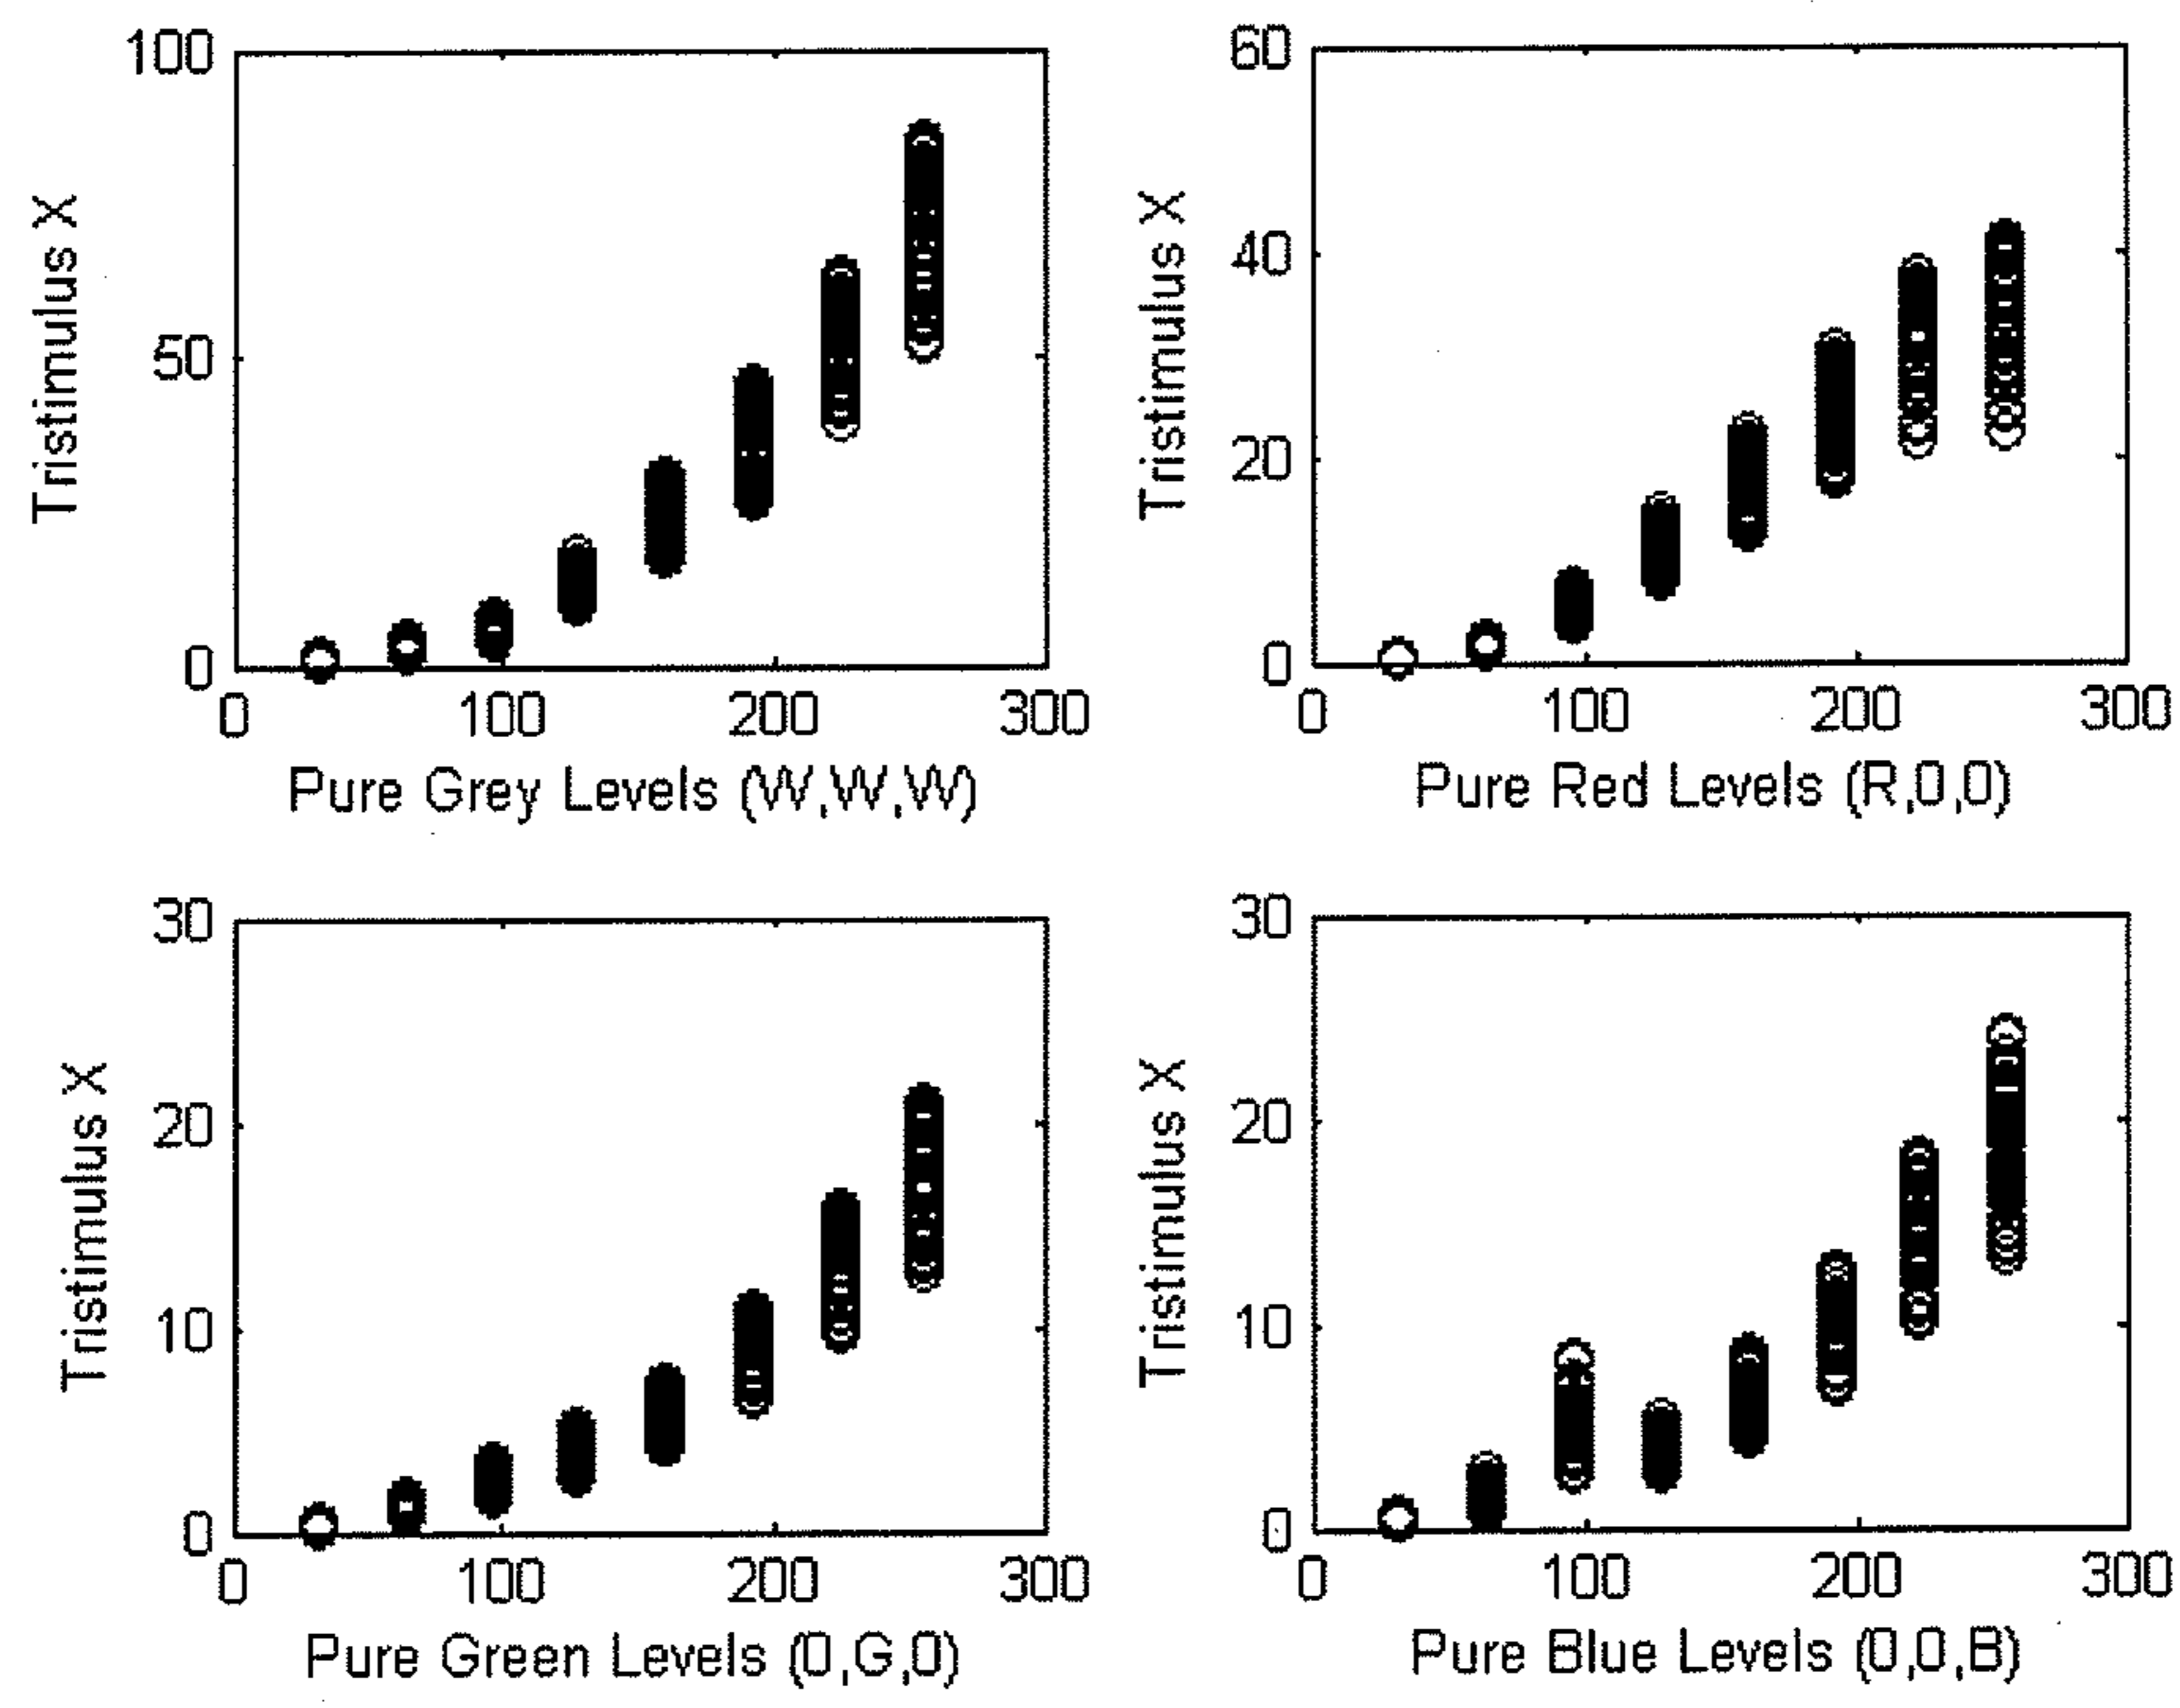 100
50
0
Tristimulus X
0 100 200 300
Pure Grey Levels (W,W,W)
60
40
20
0
Tristimulus X
0 100 200 300
Pure Red Levels (R,0,0)
30
20
10
0
Tristimulus X
0 100 200 300
Pure Green Levels (0,G,0)
30
20
10
0
Tristimulus X
0 100 200 300
Pure Blue Levels (0,0,B)